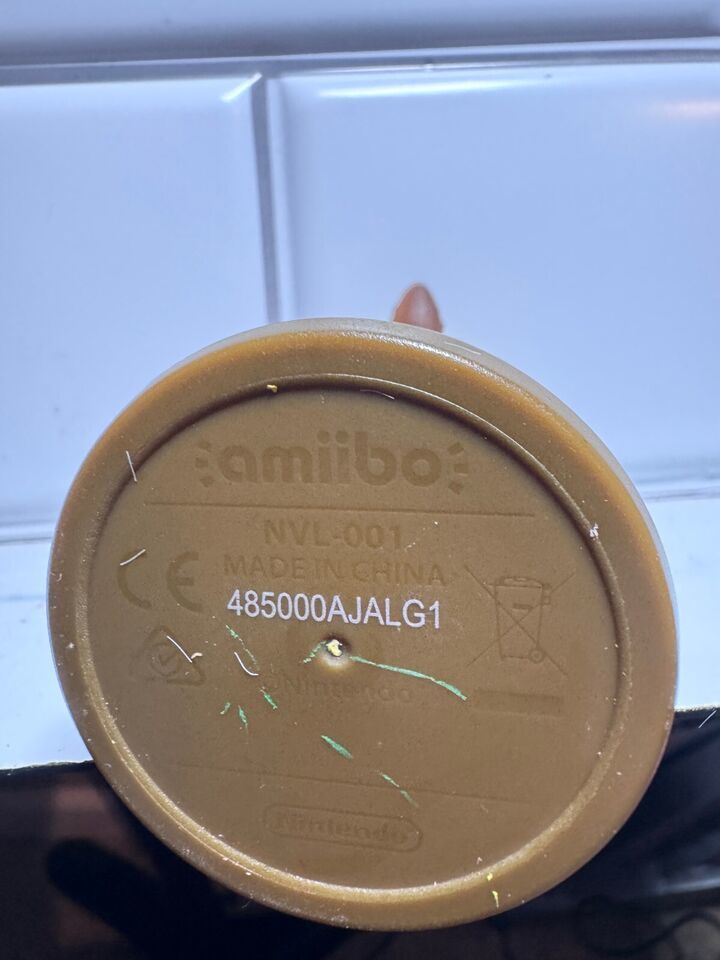 amiibo
NVL-001
MADE IN CHINA
CE
485000AJALG1
Nintendo
Nintendo